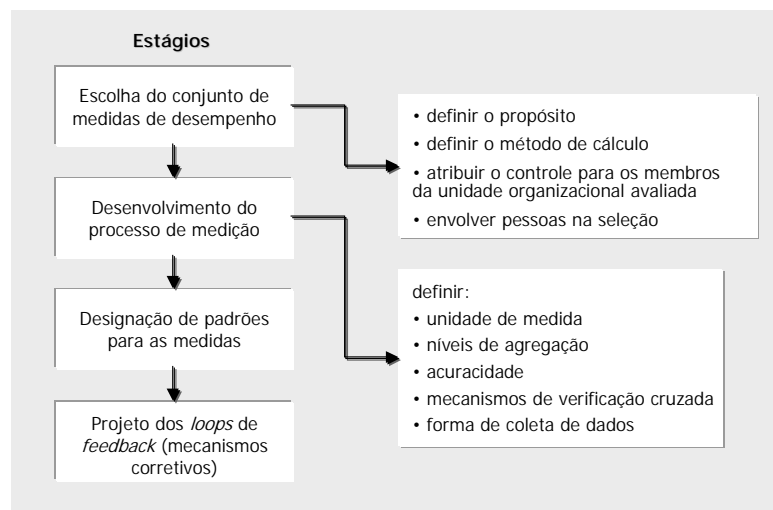 Estágios
Escolha do conjunto de
medidas de desempenho
Desenvolvimento do
processo de medição
Designação de padrões
para as medidas
Projeto dos loops de
feedback (mecanismos
corretivos)
• definir o propósito
• definir o método de cálculo
• atribuir o controle para os membros
da unidade organizacional avaliada
• envolver pessoas na seleção
definir:
• unidade de medida
• níveis de agregação
• acuracidade
• mecanismos de verificação cruzada
• forma de coleta de dados